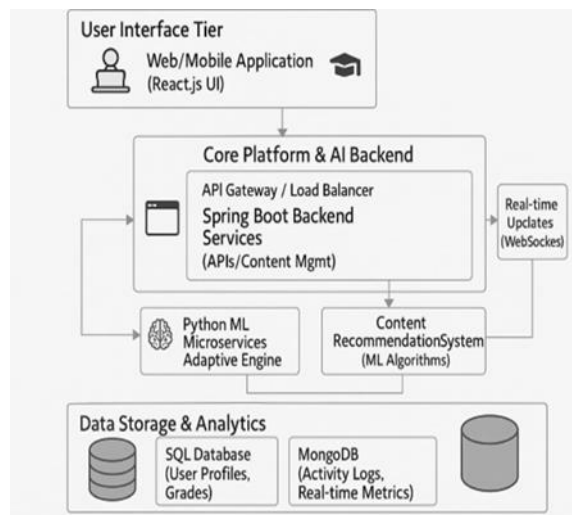 User Interface Tier
Web/Mobile Application
(React.js UI)
Core Platform & AI Backend
API Gateway / Load Balancer
Spring Boot Backend
Services
(APIs/Content Mgmt)
Real-time
Updates
(WebSockes)
Python ML
Microservices
Adaptive Engine
Content
RecommendationSystem
(ML Algorithms)
Data Storage & Analytics
SQL Database
(User Profiles,
Grades)
MongoDB
(Activity Logs,
Real-time Metrics)